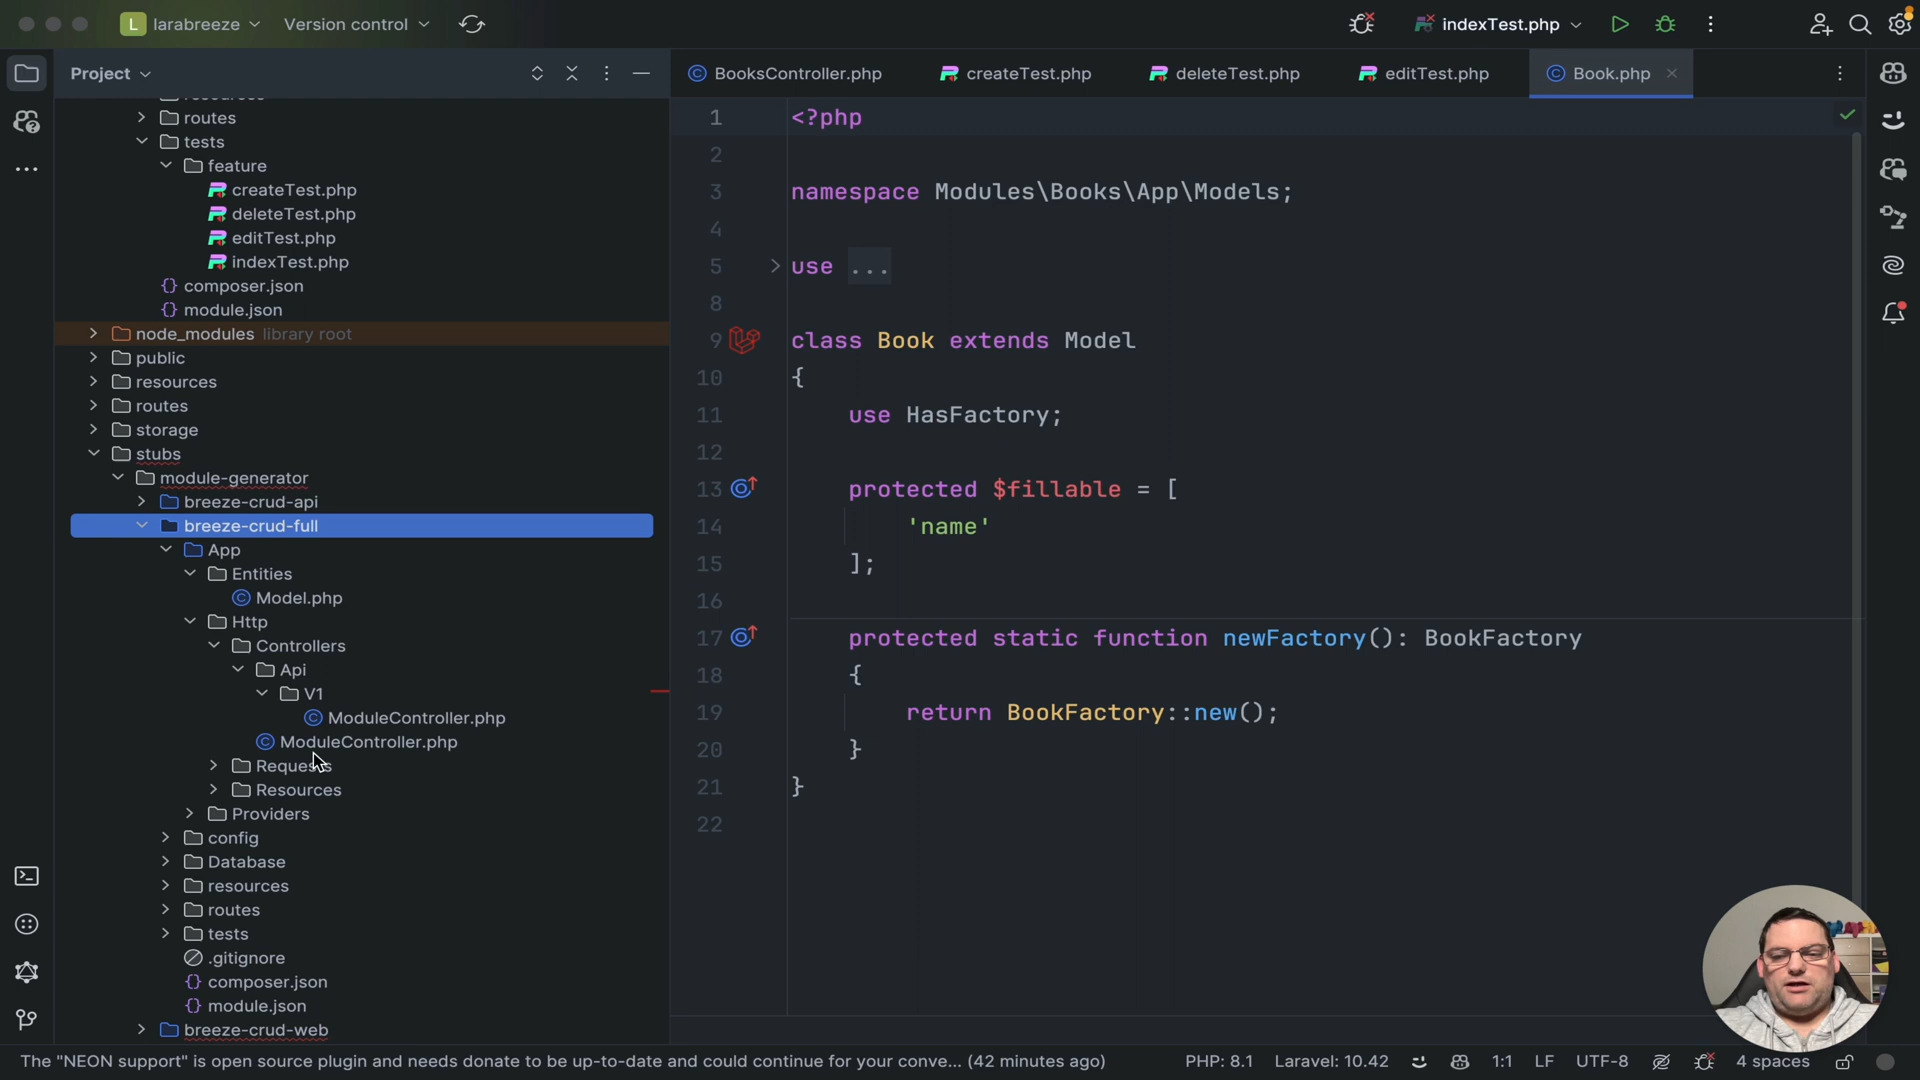 L larabreeze Version control indexTest.php
Project
BooksController.php createTest.php deleteTest.php editTest.php Book.php
resources
routes
tests
feature
createTest.php
deleteTest.php
editTest.php
indexTest.php
composer.json
module.json
node_modules library root
public
resources
routes
storage
stubs
module-generator
breeze-crud-api
breeze-crud-full
App
Entities
Model.php
Http
Controllers
Api
V1
ModuleController.php
ModuleController.php
Requests
Resources
Providers
config
Database
resources
routes
tests
.gitignore
composer.json
module.json
breeze-crud-web
1 <?php
2
3 namespace Modules\Books\App\Models;
4
5 use ...
8
9 class Book extends Model
10 {
11 use HasFactory;
12
13 protected $fillable = [
14 'name'
15 ];
16
17 protected static function newFactory(): BookFactory
18 {
19 return BookFactory::new();
20 }
21 }
22
The "NEON support" is open source plugin and needs donate to be up-to-date and could continue for your conve... (42 minutes ago) PHP: 8.1 Laravel: 10.42 1:1 LF UTF-8 4 spaces